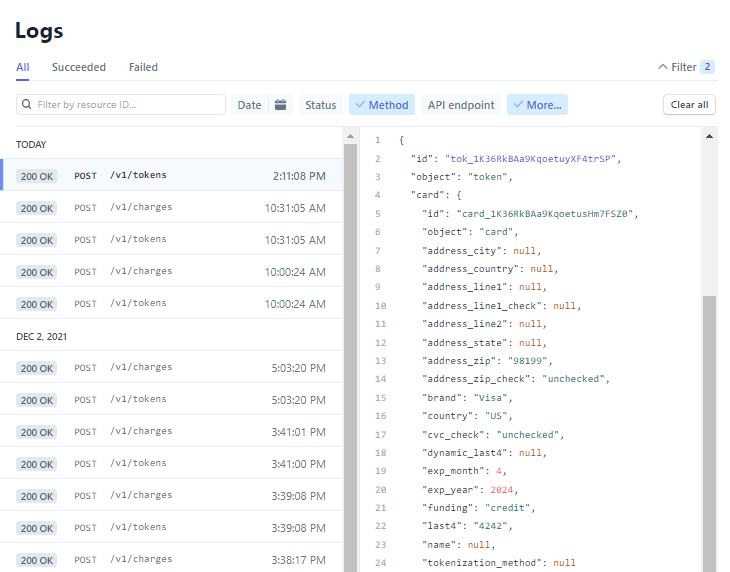 Logs
All Succeeded Failed Filter 2
Filter by resource ID... Date Status Method API endpoint More... Clear all
TODAY
200 OK POST /v1/tokens 2:11:08 PM
200 OK POST /v1/charges 10:31:05 AM
200 OK POST /v1/tokens 10:31:05 AM
200 OK POST /v1/charges 10:00:24 AM
200 OK POST /v1/tokens 10:00:24 AM
DEC 2, 2021
200 OK POST /v1/charges 5:03:20 PM
200 OK POST /v1/tokens 5:03:20 PM
200 OK POST /v1/charges 3:41:01 PM
200 OK POST /v1/tokens 3:41:00 PM
200 OK POST /v1/charges 3:39:08 PM
200 OK POST /v1/tokens 3:39:08 PM
200 OK POST /v1/charges 3:38:17 PM
1 {
2 "id": "tok_1K36RkBAa9KqoetuyXF4trSP",
3 "object": "token",
4 "card": {
5 "id": "card_1K36RkBAa9KqoetusHm7FSZ0",
6 "object": "card",
7 "address_city": null,
8 "address_country": null,
9 "address_line1": null,
10 "address_line1_check": null,
11 "address_line2": null,
12 "address_state": null,
13 "address_zip": "98199",
14 "address_zip_check": "unchecked",
15 "brand": "Visa",
16 "country": "US",
17 "cvc_check": "unchecked",
18 "dynamic_last4": null,
19 "exp_month": 4,
20 "exp_year": 2024,
21 "funding": "credit",
22 "last4": "4242",
23 "name": null,
24 "tokenization_method": null